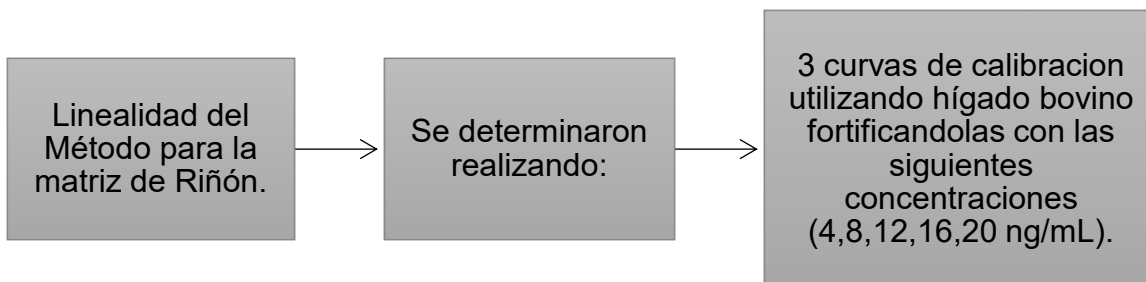 Linealidad del
Método para la
matriz de Riñón.
Se determinaron
realizando:
3 curvas de calibracion
utilizando hígado bovino
fortificandolas con las
siguientes
concentraciones
(4,8,12,16,20 ng/mL).